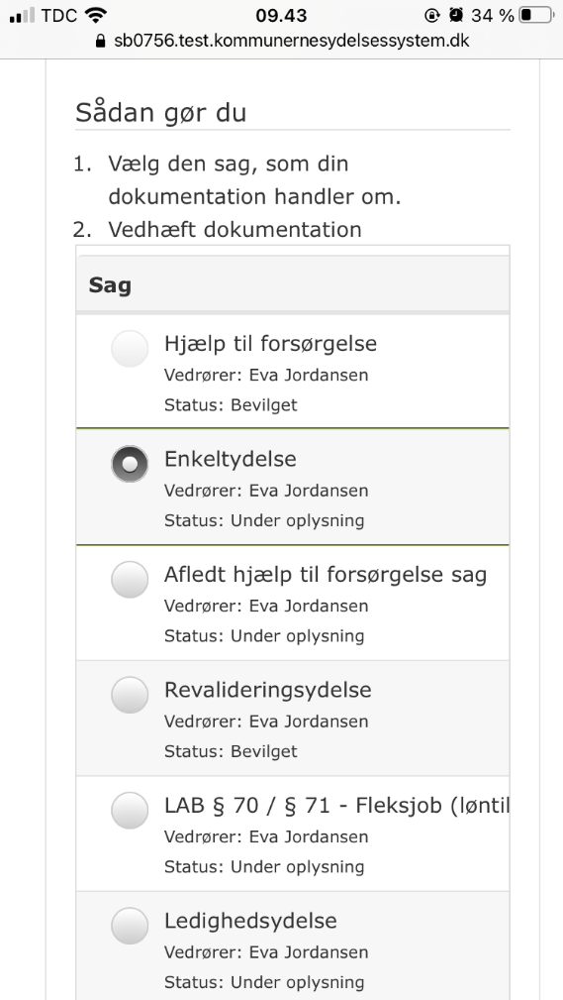 TDC 09.43 34 %
sb0756.test.kommunernesydelsessystem.dk
Sådan gør du
1. Vælg den sag, som din
dokumentation handler om.
2. Vedhæft dokumentation
Sag
Hjælp til forsørgelse
Vedrører: Eva Jordansen
Status: Bevilget
Enkeltydelse
Vedrører: Eva Jordansen
Status: Under oplysning
Afledt hjælp til forsørgelse sag
Vedrører: Eva Jordansen
Status: Under oplysning
Revalideringsydelse
Vedrører: Eva Jordansen
Status: Bevilget
LAB § 70 / § 71 - Fleksjob (løntil
Vedrører: Eva Jordansen
Status: Under oplysning
Ledighedsydelse
Vedrører: Eva Jordansen
Status: Under oplysning